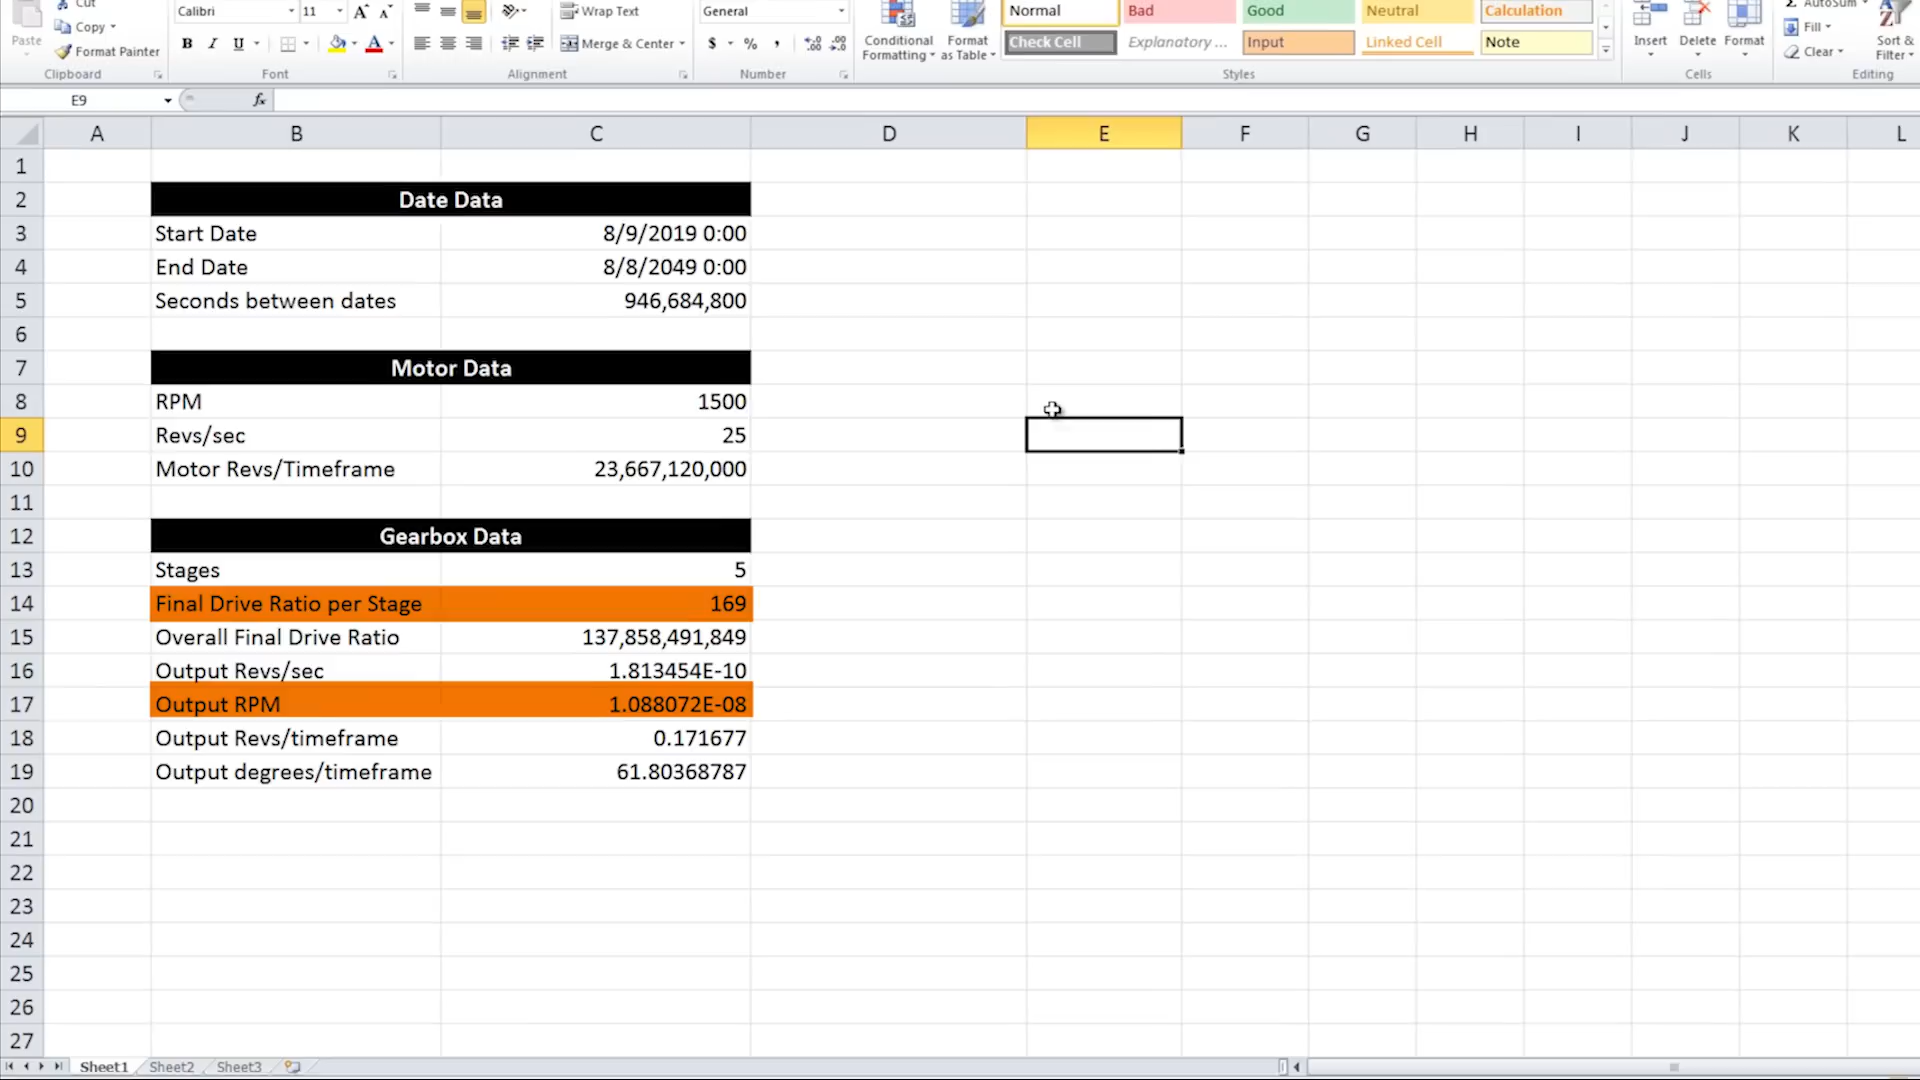 Cut
Calibri 11 A A Wrap Text General Normal Bad Good Neutral Calculation AutoSum
Paste Copy Conditional Formatting Format as Table Insert Delete Format Fill Sort & Filter
Format Painter B I U A Merge & Center $ % , Check Cell Explanatory ... Input Linked Cell Note Clear
Clipboard Font Alignment Number Styles Cells Editing
E9 fx
A B C D E F G H I J K L
1
2 Date Data
3 Start Date 8/9/2019 0:00
4 End Date 8/8/2049 0:00
5 Seconds between dates 946,684,800
6
7 Motor Data
8 RPM 1500
9 Revs/sec 25
10 Motor Revs/Timeframe 23,667,120,000
11
12 Gearbox Data
13 Stages 5
14 Final Drive Ratio per Stage 169
15 Overall Final Drive Ratio 137,858,491,849
16 Output Revs/sec 1.813454E-10
17 Output RPM 1.088072E-08
18 Output Revs/timeframe 0.171677
19 Output degrees/timeframe 61.80368787
20
21
22
23
24
25
26
27
Sheet1 Sheet2 Sheet3